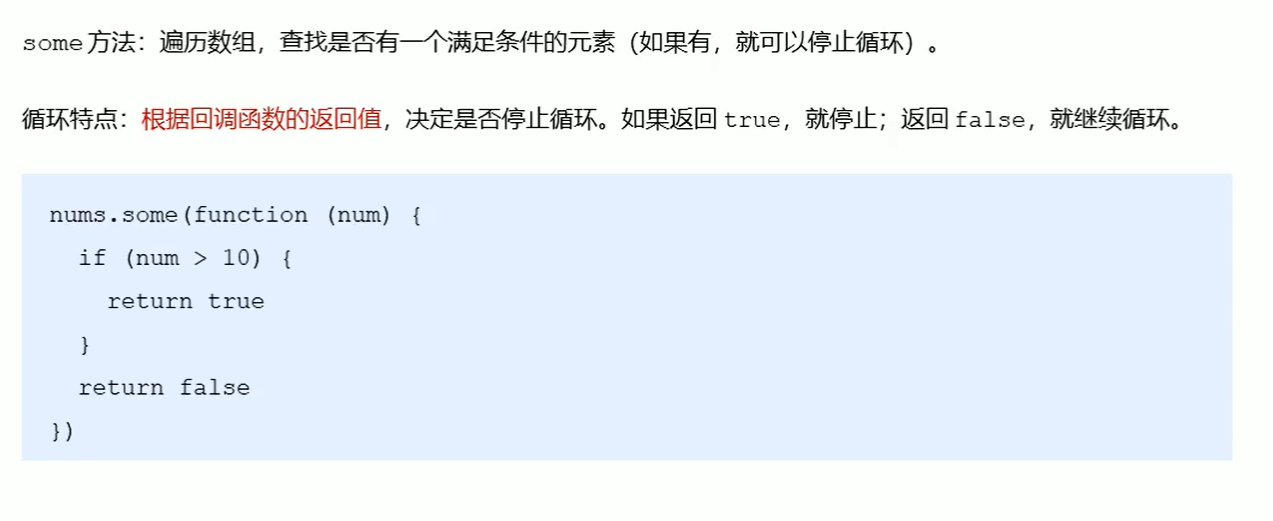 some方法：遍历数组，查找是否有一个满足条件的元素（如果有，就可以停止循环）。
循环特点：根据回调函数的返回值，决定是否停止循环。如果返回 true，就停止；返回 false，就继续循环。
nums.some(function (num) {
  if (num > 10) {
    return true
  }
  return false
})